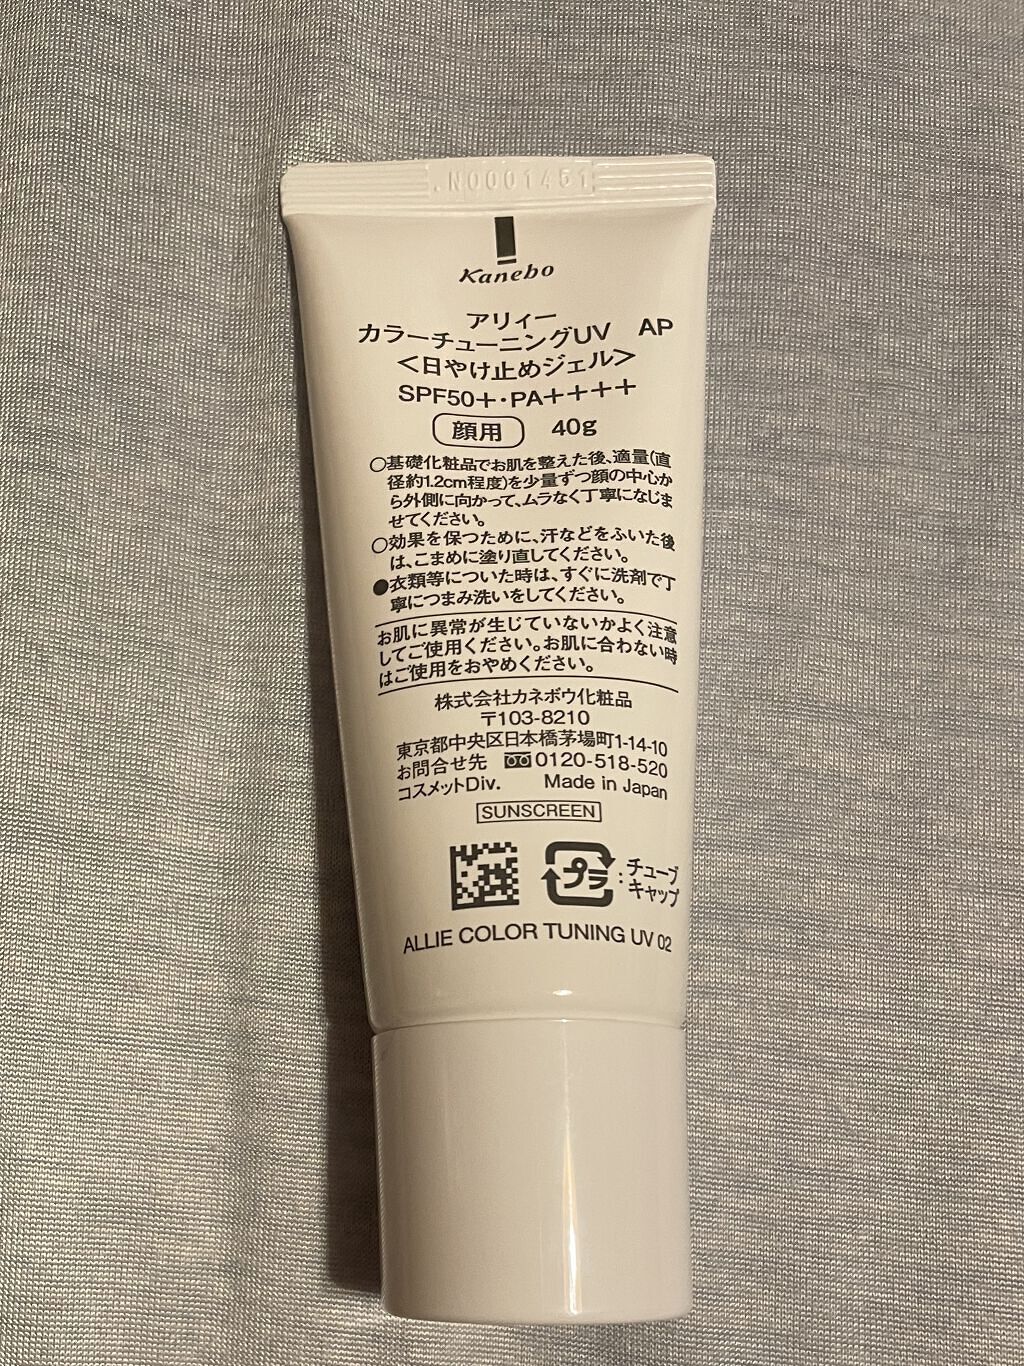 .N0001451
Kanebo
アリィー
カラーチューニングUV AP
＜日やけ止めジェル＞
SPF50+・PA++++
顔用 40g
○基礎化粧品でお肌を整えた後、適量(直
径約1.2cm程度)を少量ずつ顔の中心か
ら外側に向かって、ムラなく丁寧になじま
せてください。
○効果を保つために、汗などをふいた後
は、こまめに塗り直してください。
●衣類等についた時は、すぐに洗剤で丁
寧につまみ洗いをしてください。
お肌に異常が生じていないかよく注意
してご使用ください。お肌に合わない時
はご使用をおやめください。
株式会社カネボウ化粧品
〒103-8210
東京都中央区日本橋茅場町1-14-10
お問合せ先 0120-518-520
コスメットDiv. Made in Japan
SUNSCREEN
プラ : チューブ
キャップ
ALLIE COLOR TUNING UV 02